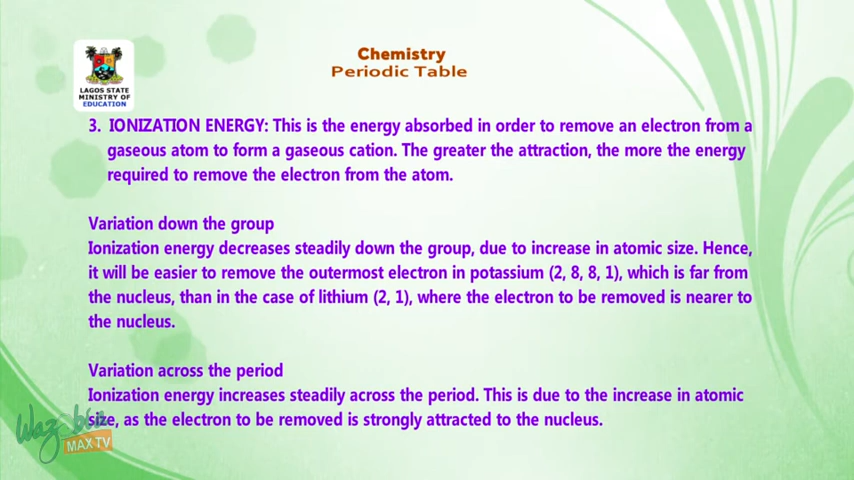 LAGOS STATE
MINISTRY OF
EDUCATION
Chemistry
Periodic Table
3. IONIZATION ENERGY: This is the energy absorbed in order to remove an electron from a
gaseous atom to form a gaseous cation. The greater the attraction, the more the energy
required to remove the electron from the atom.
Variation down the group
Ionization energy decreases steadily down the group, due to increase in atomic size. Hence,
it will be easier to remove the outermost electron in potassium (2, 8, 8, 1), which is far from
the nucleus, than in the case of lithium (2, 1), where the electron to be removed is nearer to
the nucleus.
Variation across the period
Ionization energy increases steadily across the period. This is due to the increase in atomic
size, as the electron to be removed is strongly attracted to the nucleus.
MAX TV